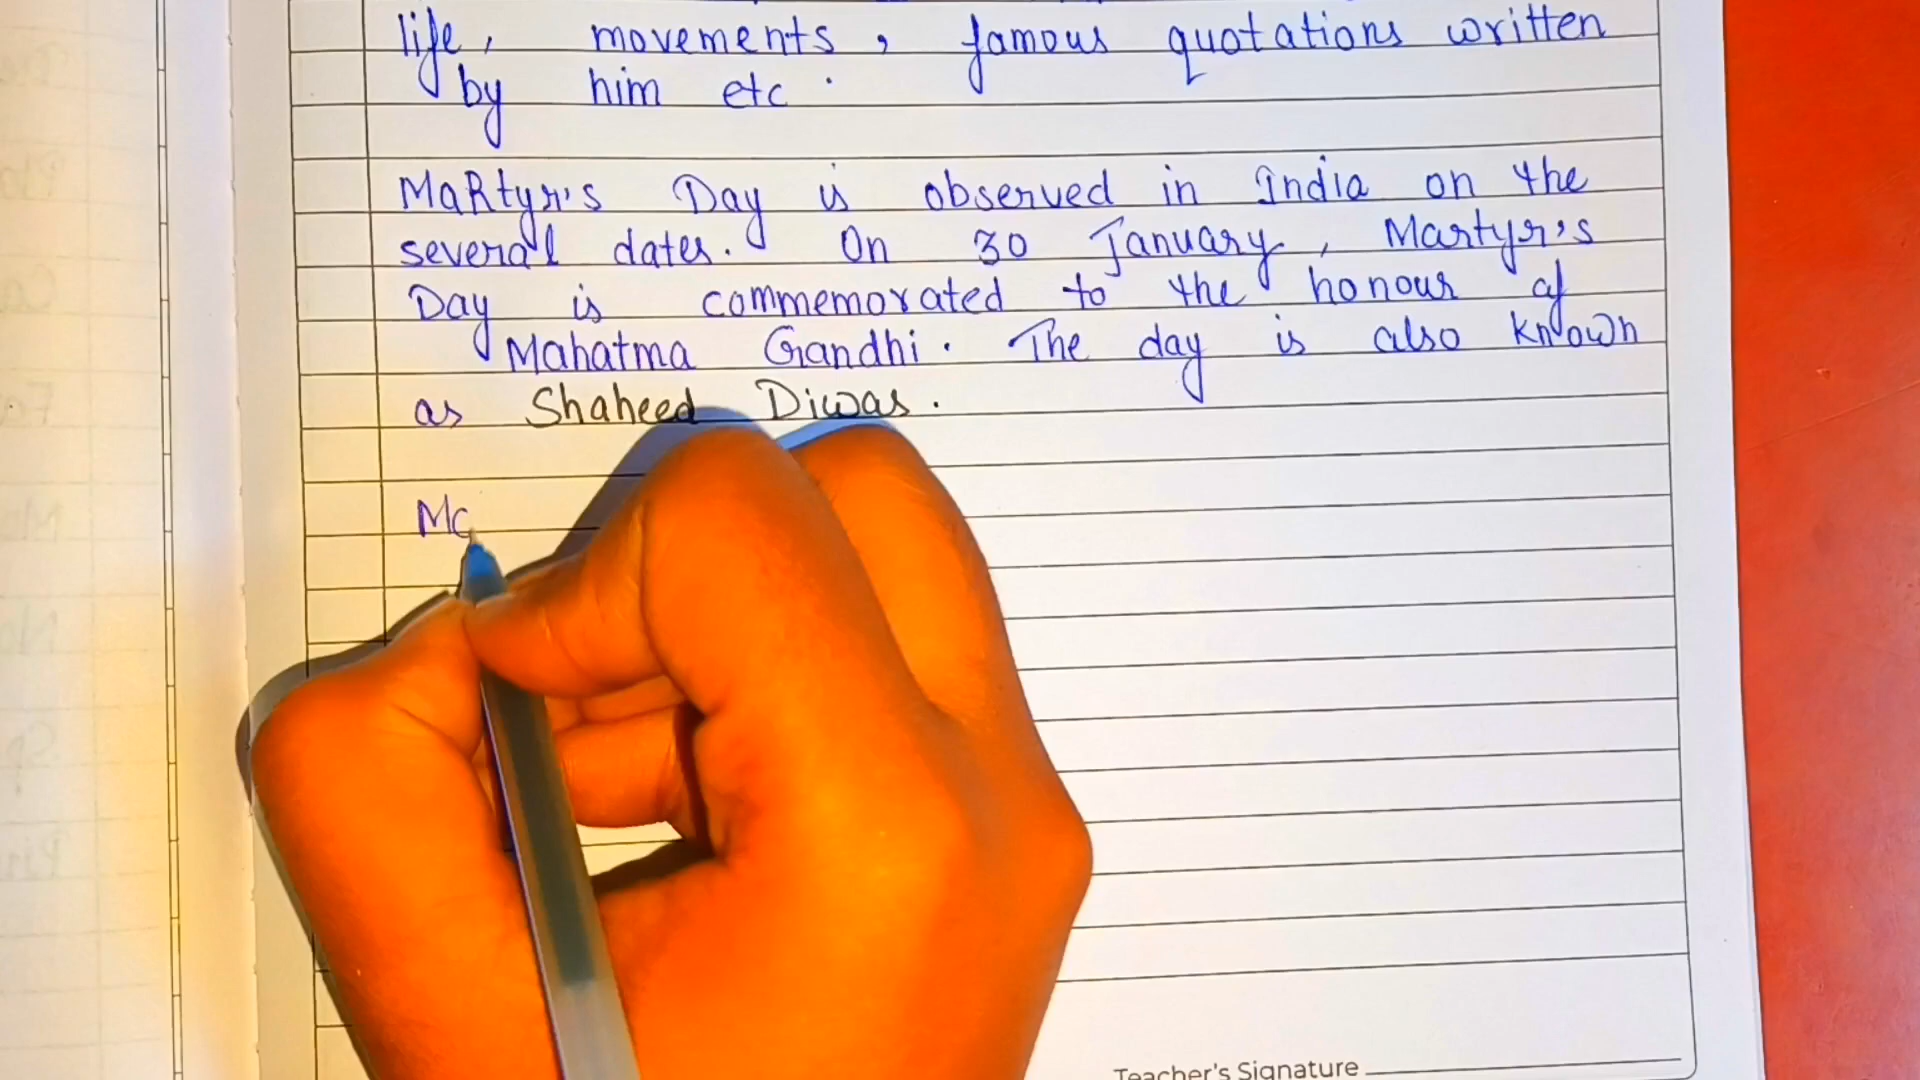 life, movements, famous quotations written
by him etc.
MaRtyr's Day is observed in India on the
several dates. On 30 January, Martyr's
Day is commemorated to the honour of
Mahatma Gandhi. The day is also known
as Shaheed Diwas.
Ma
Teacher's Signature